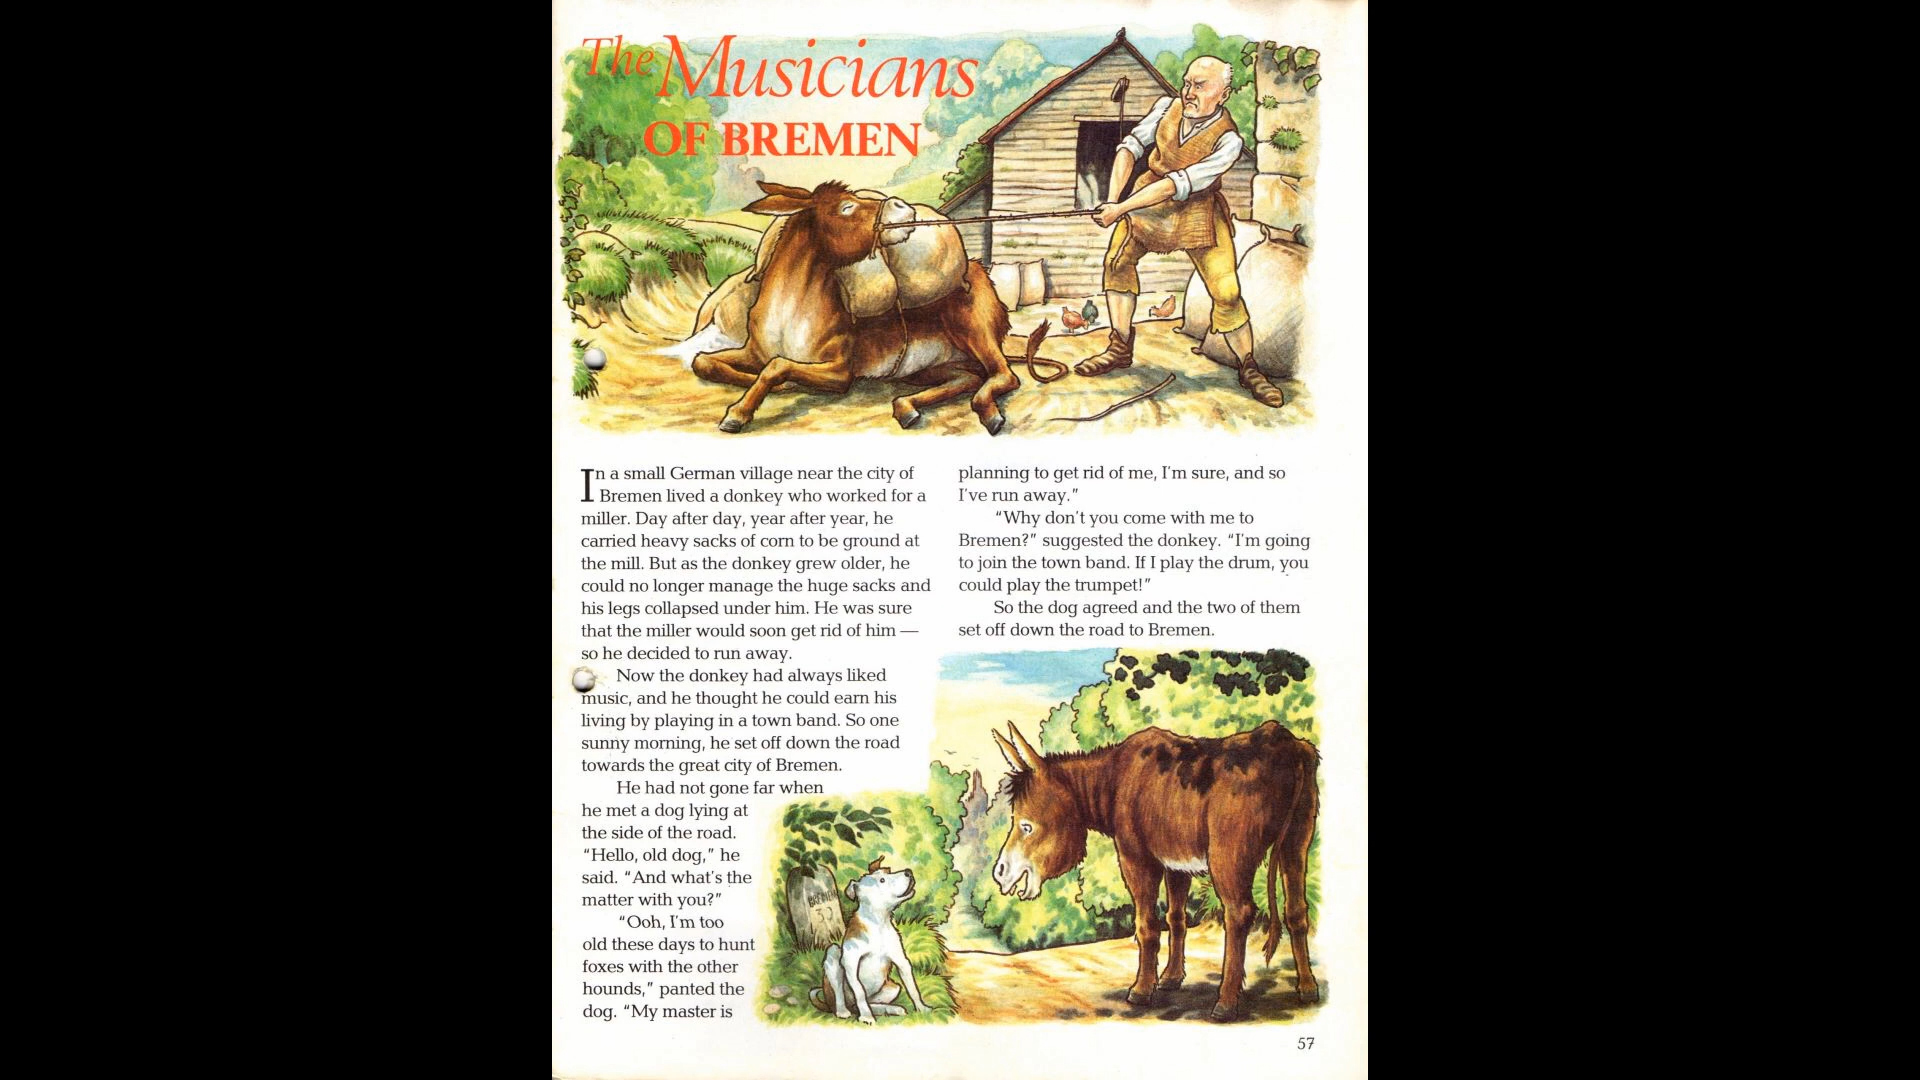 The Musicians
OF BREMEN
In a small German village near the city of
Bremen lived a donkey who worked for a
miller. Day after day, year after year, he
carried heavy sacks of corn to be ground at
the mill. But as the donkey grew older, he
could no longer manage the huge sacks and
his legs collapsed under him. He was sure
that the miller would soon get rid of him —
so he decided to run away.
Now the donkey had always liked
music, and he thought he could earn his
living by playing in a town band. So one
sunny morning, he set off down the road
towards the great city of Bremen.
He had not gone far when
he met a dog lying at
the side of the road.
“Hello, old dog,” he
said. “And what's the
matter with you?”
“Ooh, I'm too
old these days to hunt
foxes with the other
hounds,” panted the
dog. “My master is
planning to get rid of me, I'm sure, and so
I've run away.”
“Why don't you come with me to
Bremen?” suggested the donkey. “I'm going
to join the town band. If I play the drum, you
could play the trumpet!”
So the dog agreed and the two of them
set off down the road to Bremen.
BREMEN
32
57